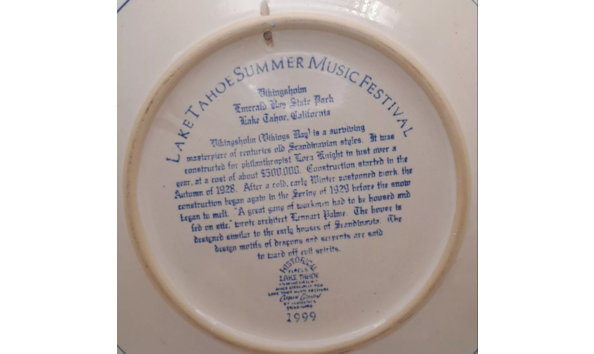 LAKE TAHOE SUMMER MUSIC FESTIVAL
Vikingsholm
Emerald Bay State Park
Lake Tahoe, California
Vikingsholm (Vikings Bay) is a surviving
masterpiece of centuries old Scandinavian styles. It was
constructed for philanthropist Lora Knight in just over a
year, at a cost of about $500,000. Construction started in the
Autumn of 1928. After a cold, early Winter postponed work the
construction began again in the Spring of 1929 before the snow
began to melt. "A great gang of workmen had to be housed and
fed on site," wrote architect Lennart Palme. The house is
designed similar to the early houses of Scandinavia. The
design motifs of dragons and serpents are said
to ward off evil spirits.
HISTORICAL
PLACES
LAKE TAHOE
1999